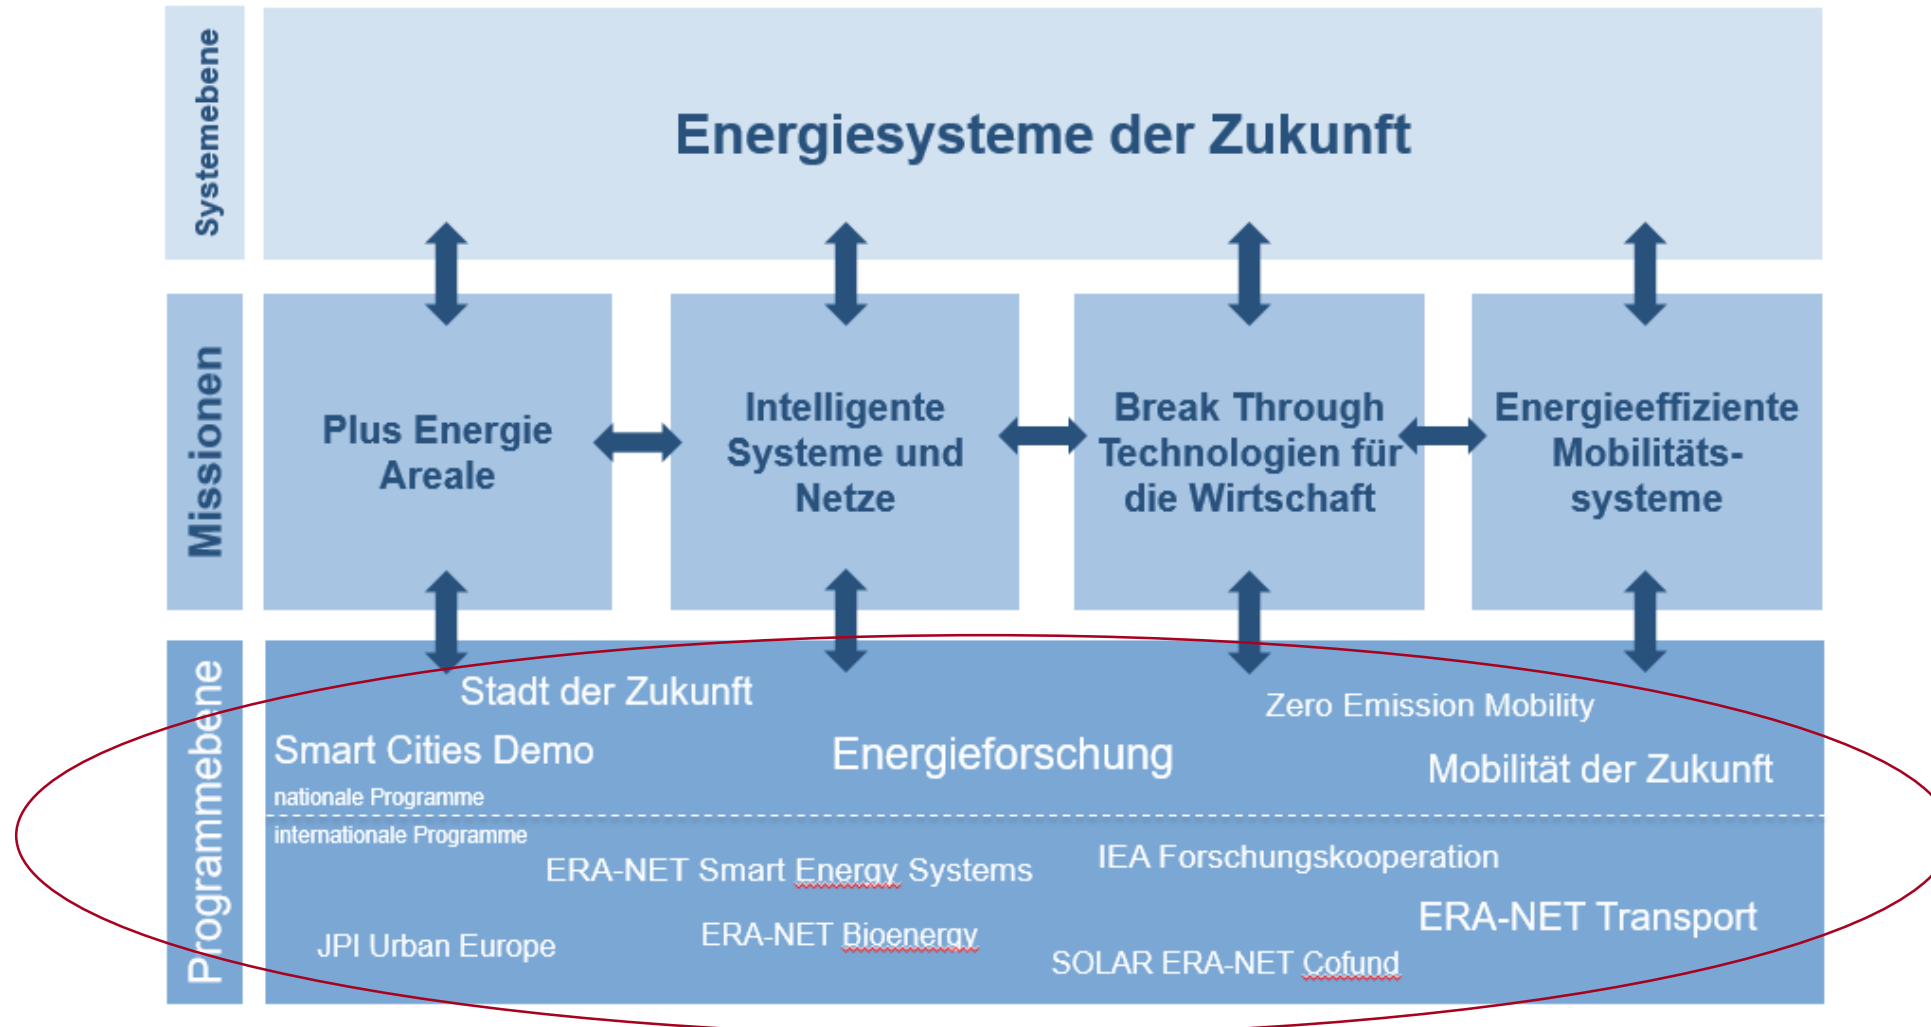 Systemebene
Energiesysteme der Zukunft
Missionen
Plus Energie
Areale
Intelligente
Systeme und
Netze
Break Through
Technologien für
die Wirtschaft
Energieeffiziente
Mobilitäts-
systeme
Programmebene
Stadt der Zukunft
Zero Emission Mobility
Smart Cities Demo
Energieforschung
Mobilität der Zukunft
nationale Programme
internationale Programme
ERA-NET Smart Energy Systems
IEA Forschungskooperation
ERA-NET Transport
JPI Urban Europe
ERA-NET Bioenergy
SOLAR ERA-NET Cofund